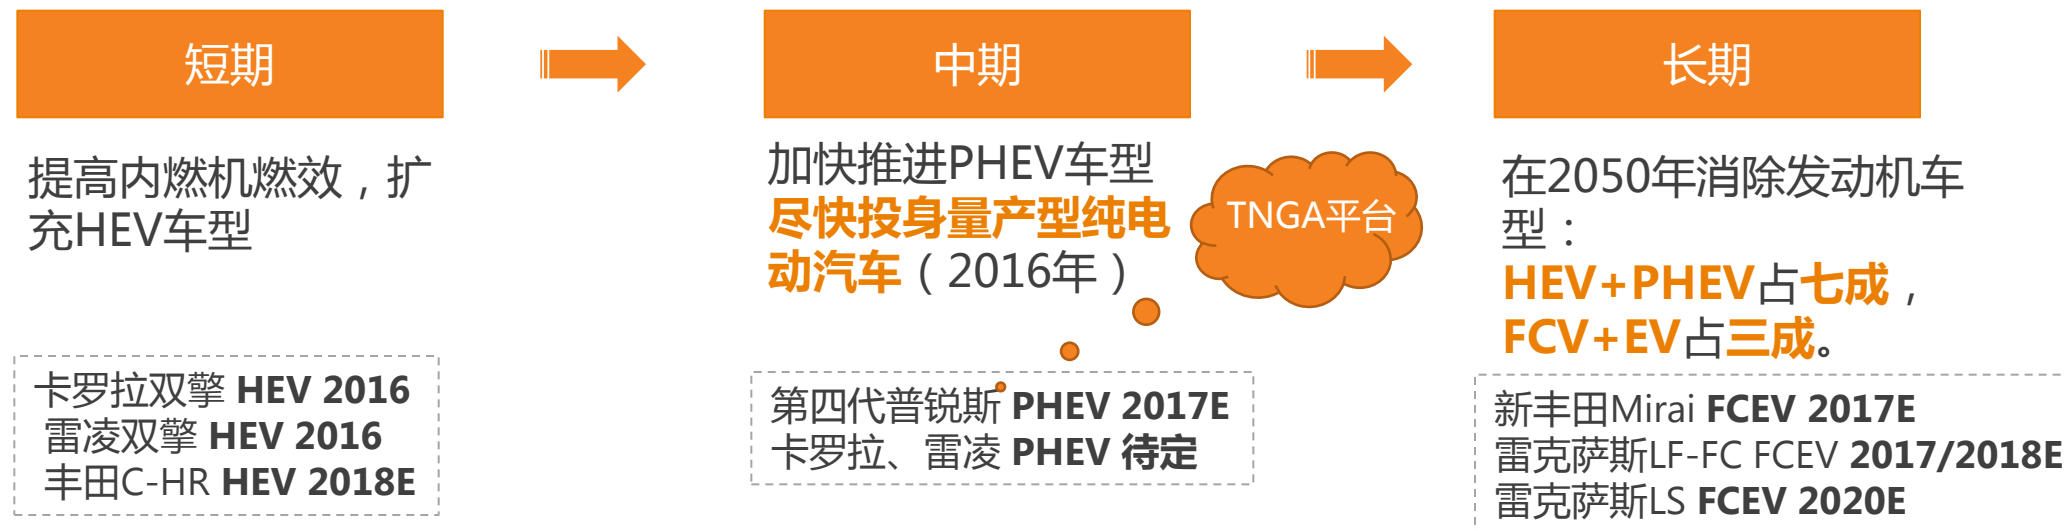 短期
提高内燃机燃效，扩
充HEV车型
卡罗拉双擎 HEV 2016
雷凌双擎 HEV 2016
丰田C-HR HEV 2018E
中期
加快推进PHEV车型
尽快投身量产型纯电
动汽车（2016年）
TNGA平台
第四代普锐斯 PHEV 2017E
卡罗拉、雷凌 PHEV 待定
长期
在2050年消除发动机车
型：
HEV+PHEV占七成，
FCV+EV占三成。
新丰田Mirai FCEV 2017E
雷克萨斯LF-FC FCEV 2017/2018E
雷克萨斯LS FCEV 2020E